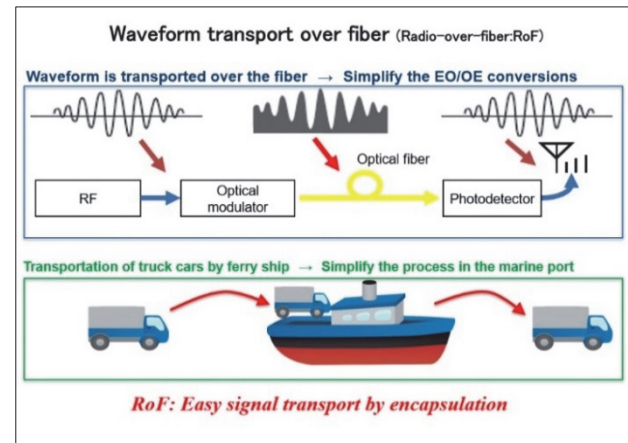 Waveform transport over fiber (Radio-over-fiber:RoF)
Waveform is transported over the fiber → Simplify the EO/OE conversions
Optical fiber
RF
Optical
modulator
Photodetector
Transportation of truck cars by ferry ship → Simplify the process in the marine port
RoF: Easy signal transport by encapsulation